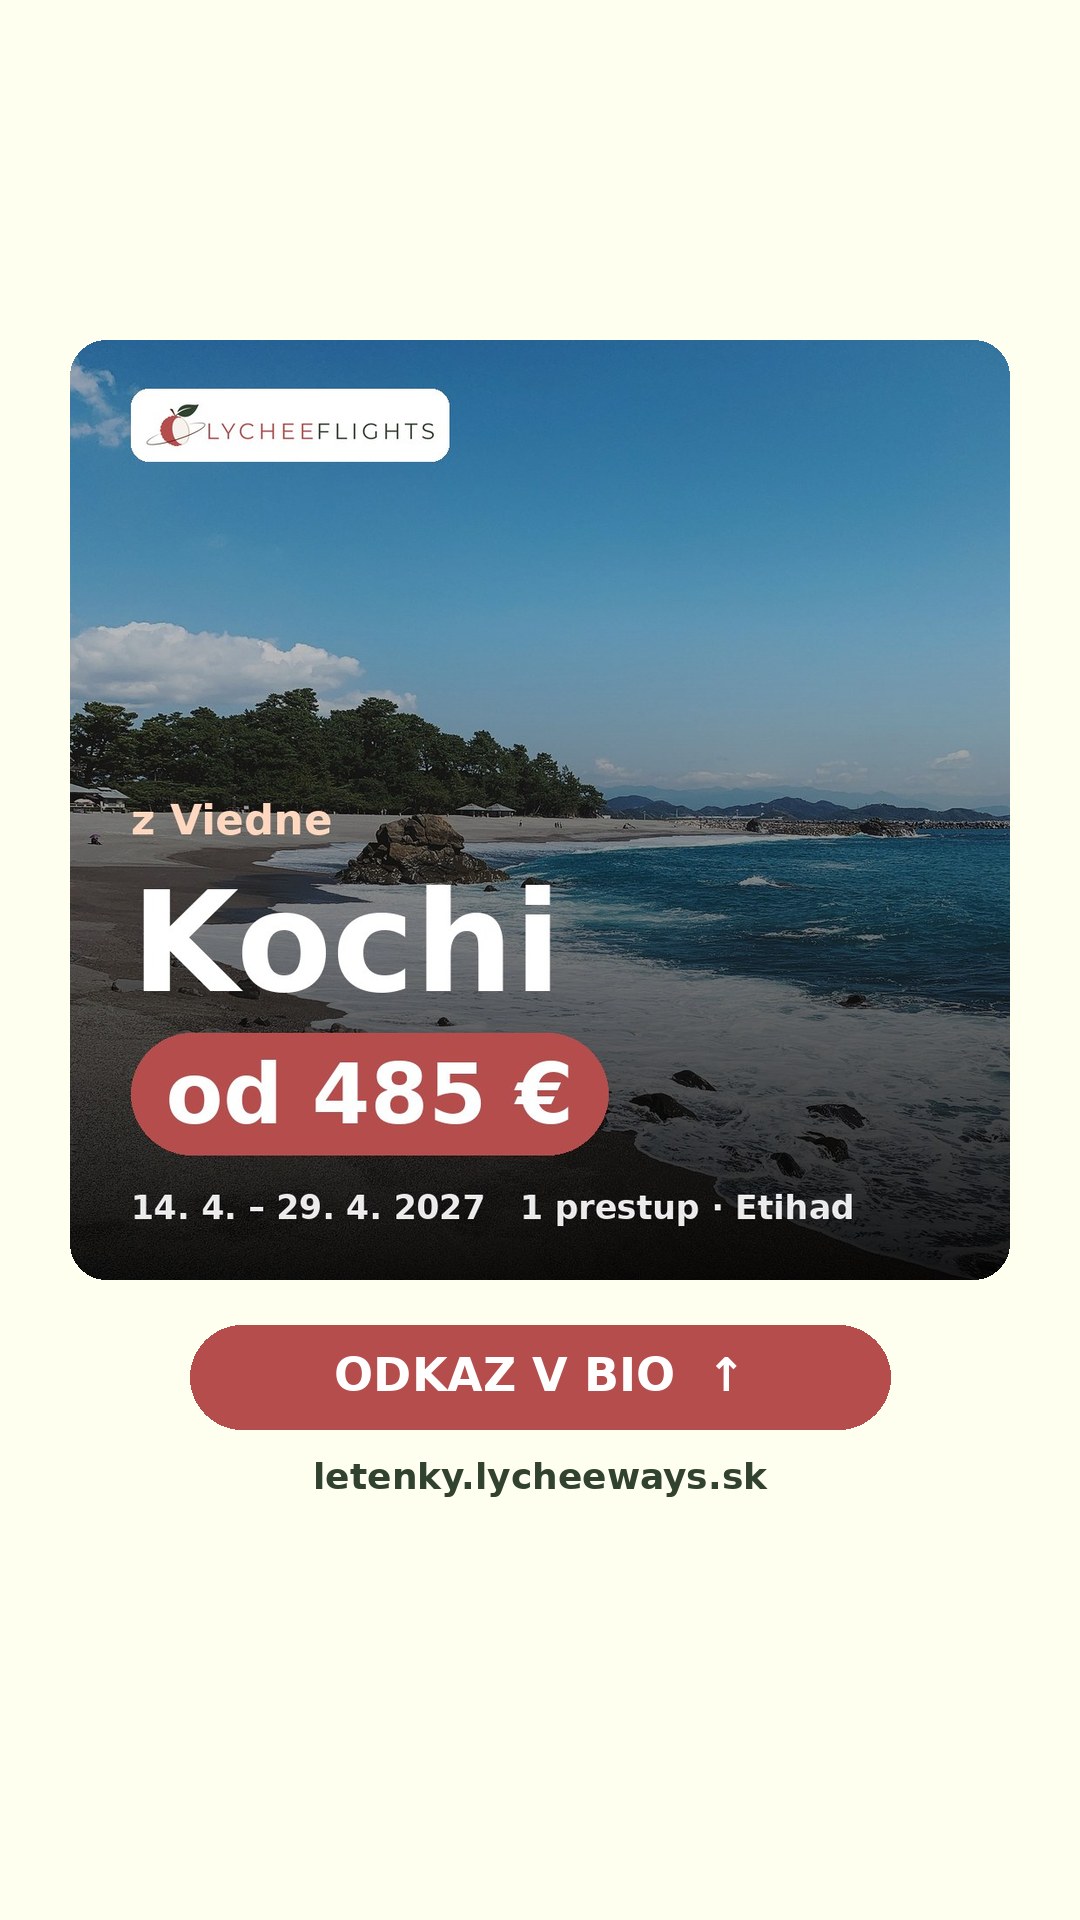 LYCHEEFLIGHTS
z Viedne
Kochi
od 485 €
14. 4. – 29. 4. 2027 1 prestup · Etihad
ODKAZ V BIO ↑
letenky.lycheeways.sk